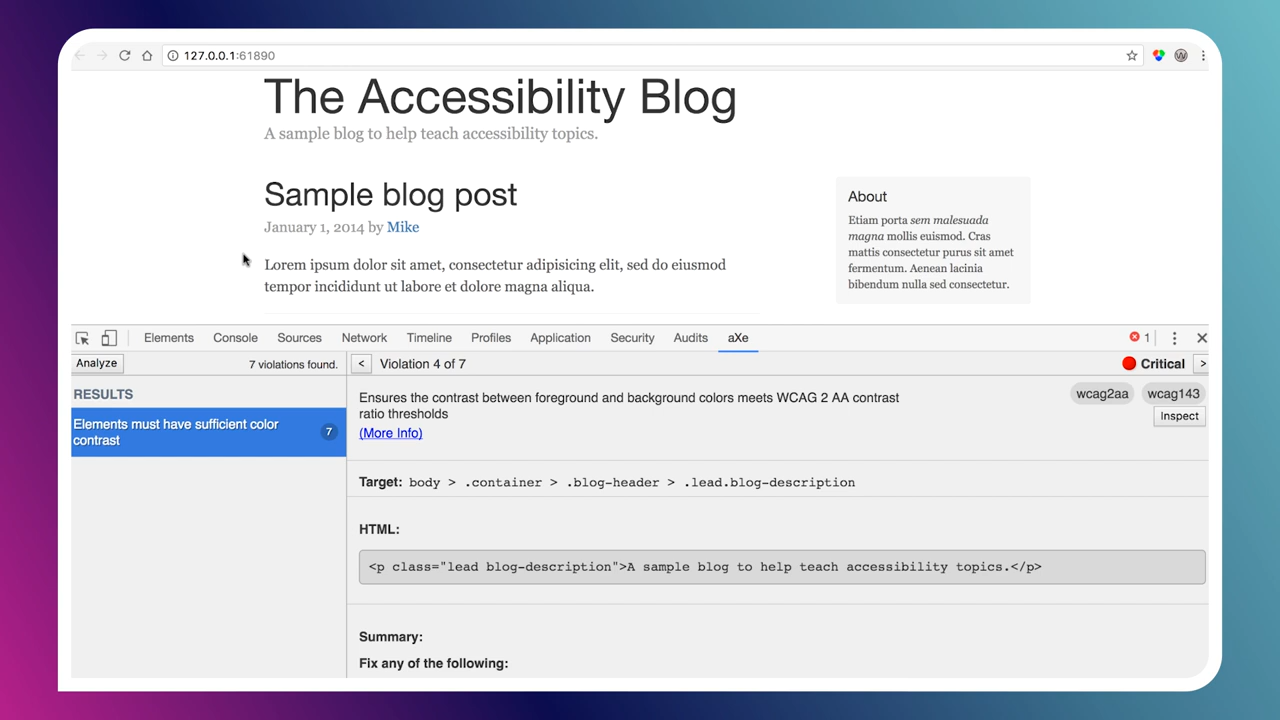 127.0.0.1:61890
The Accessibility Blog
A sample blog to help teach accessibility topics.
Sample blog post
January 1, 2014 by Mike
Lorem ipsum dolor sit amet, consectetur adipisicing elit, sed do eiusmod
tempor incididunt ut labore et dolore magna aliqua.
About
Etiam porta sem malesuada
magna mollis euismod. Cras
mattis consectetur purus sit amet
fermentum. Aenean lacinia
bibendum nulla sed consectetur.
Elements Console Sources Network Timeline Profiles Application Security Audits aXe 1
Analyze 7 violations found. < Violation 4 of 7 Critical >
RESULTS
Elements must have sufficient color
contrast
7
Ensures the contrast between foreground and background colors meets WCAG 2 AA contrast
ratio thresholds
(More Info)
wcag2aa wcag143
Inspect
Target: body > .container > .blog-header > .lead.blog-description
HTML:
<p class="lead blog-description">A sample blog to help teach accessibility topics.</p>
Summary:
Fix any of the following: